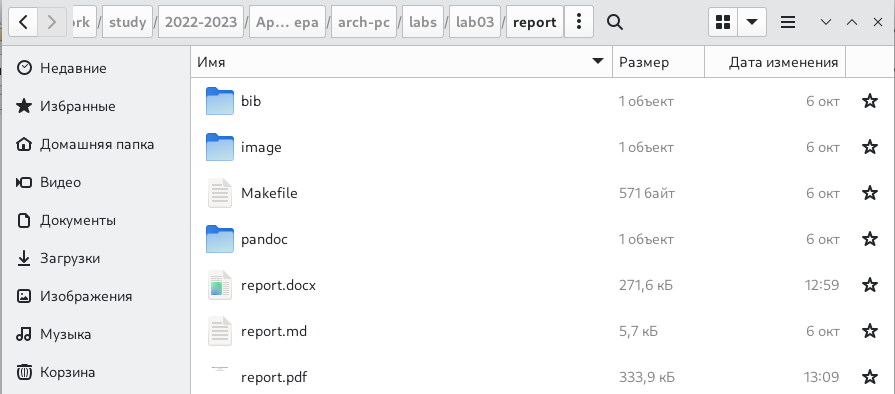 rk / study / 2022-2023 / Ap... ера / arch-pc / labs / lab03 / report
Имя Размер Дата изменения
Недавние
Избранные
Домашняя папка
Видео
Документы
Загрузки
Изображения
Музыка
Корзина
bib 1 объект 6 окт
image 1 объект 6 окт
Makefile 571 байт 6 окт
pandoc 1 объект 6 окт
report.docx 271,6 кБ 12:59
report.md 5,7 кБ 6 окт
report.pdf 333,9 кБ 13:09